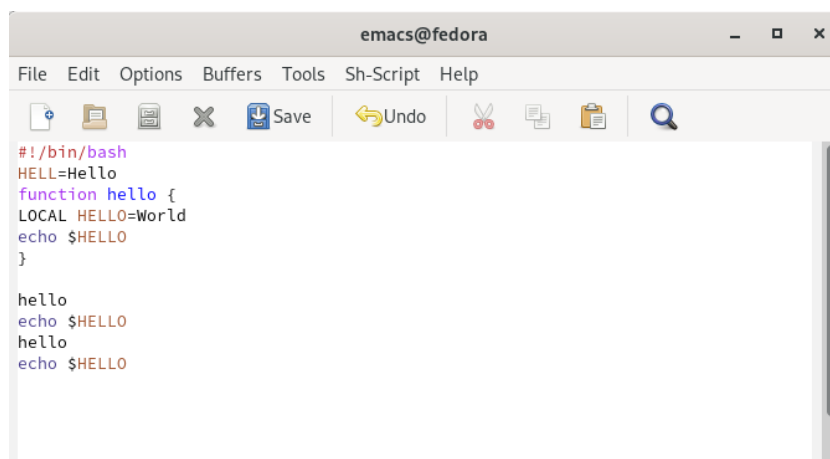 emacs@fedora
File Edit Options Buffers Tools Sh-Script Help
Save Undo
#!/bin/bash
HELL=Hello
function hello {
LOCAL HELLO=World
echo $HELLO
}
hello
echo $HELLO
hello
echo $HELLO